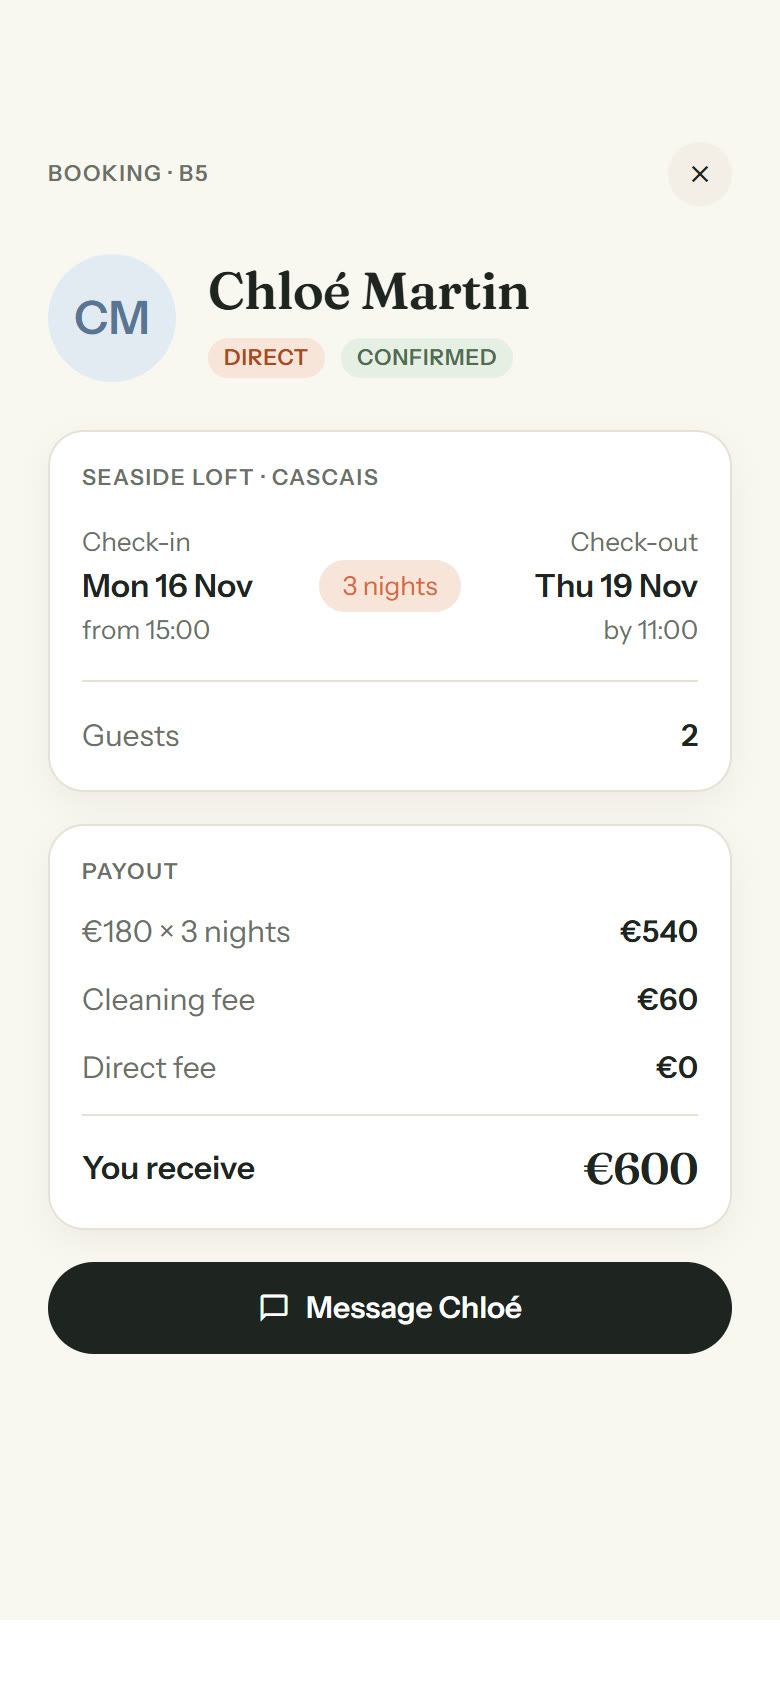 BOOKING · B5
CM
Chloé Martin
DIRECT CONFIRMED
SEASIDE LOFT · CASCAIS
Check-in Check-out
Mon 16 Nov 3 nights Thu 19 Nov
from 15:00 by 11:00
Guests 2
PAYOUT
€180 × 3 nights €540
Cleaning fee €60
Direct fee €0
You receive €600
Message Chloé